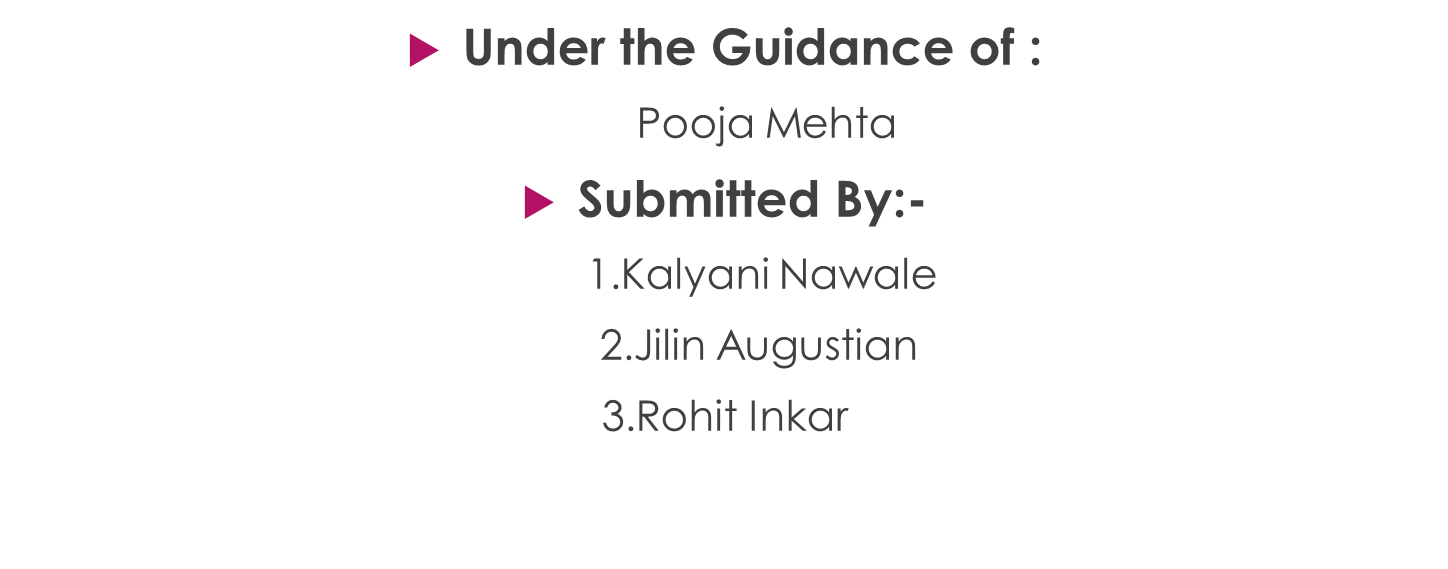 Under the Guidance of :
Pooja Mehta
Submitted By:-
1.Kalyani Nawale
2.Jilin Augustian
3.Rohit Inkar